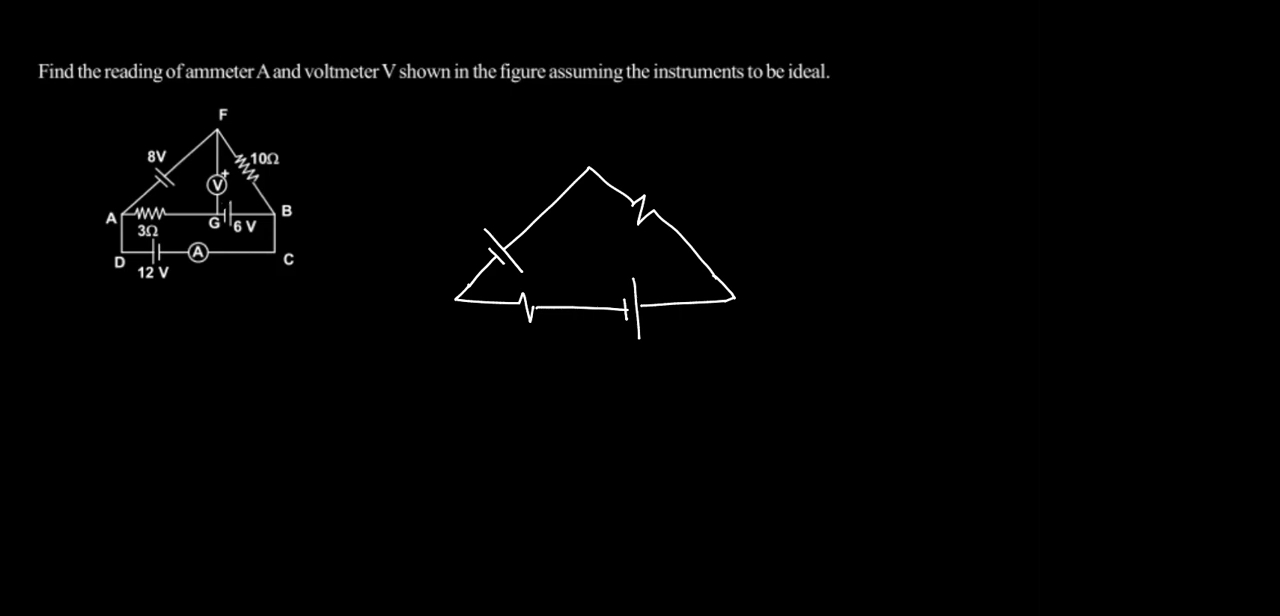 Find the reading of ammeter A and voltmeter V shown in the figure assuming the instruments to be ideal.
F
8V
10Ω
V
+
A
B
3Ω
G
6 V
A
D
C
12 V